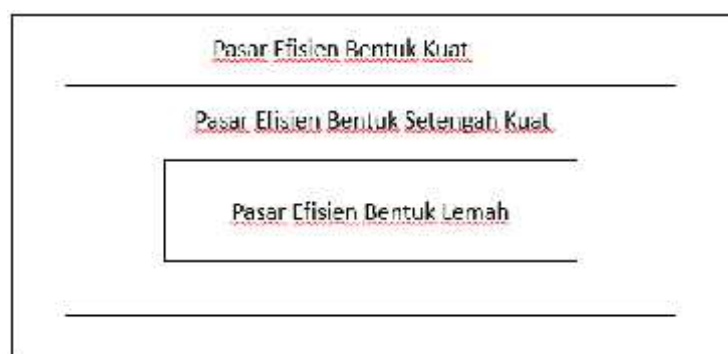 Pasar Efisien Bentuk Kuat
Pasar Efisien Bentuk Setengah Kuat
Pasar Efisien Bentuk Lemah